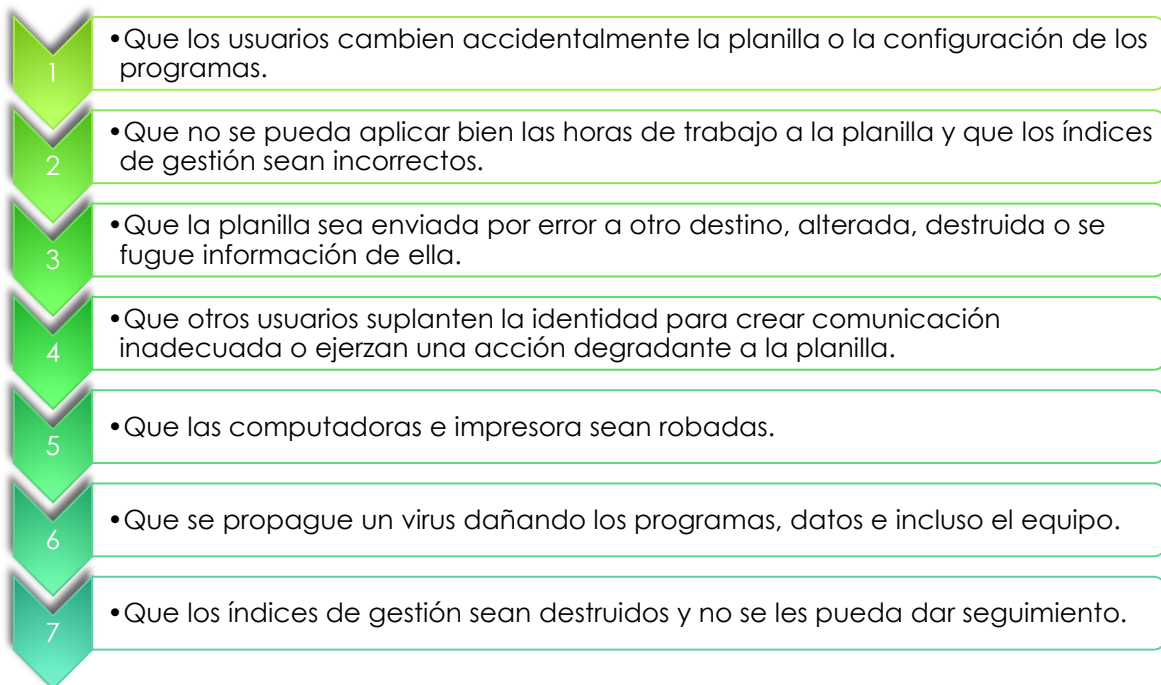 1
•Que los usuarios cambien accidentalmente la planilla o la configuración de los
programas.
2
•Que no se pueda aplicar bien las horas de trabajo a la planilla y que los índices
de gestión sean incorrectos.
3
•Que la planilla sea enviada por error a otro destino, alterada, destruida o se
fugue información de ella.
4
•Que otros usuarios suplanten la identidad para crear comunicación
inadecuada o ejerzan una acción degradante a la planilla.
5
•Que las computadoras e impresora sean robadas.
6
•Que se propague un virus dañando los programas, datos e incluso el equipo.
7
•Que los índices de gestión sean destruidos y no se les pueda dar seguimiento.